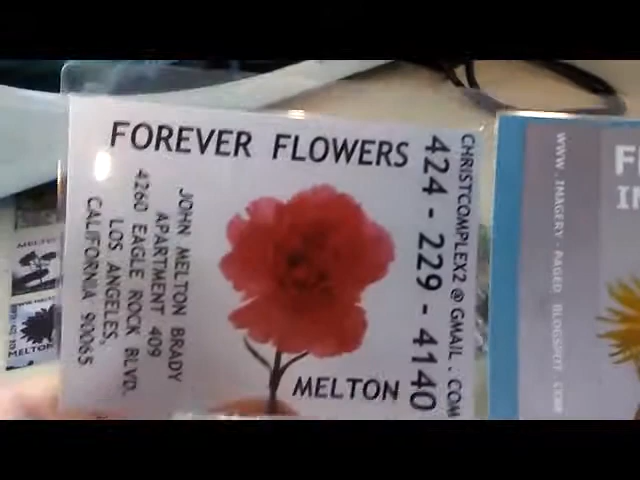 FOREVER FLOWERS
CHRISTCOMPLEX2 @ GMAIL . COM
424 - 229 - 4140
JOHN MELTON BRADY
APARTMENT 409
4260 EAGLE ROCK BLVD.
LOS ANGELES,
CALIFORNIA 90065
MELTON
WWW . IMAGERY - PAGED . BLOGSPOT . COM
MELTON